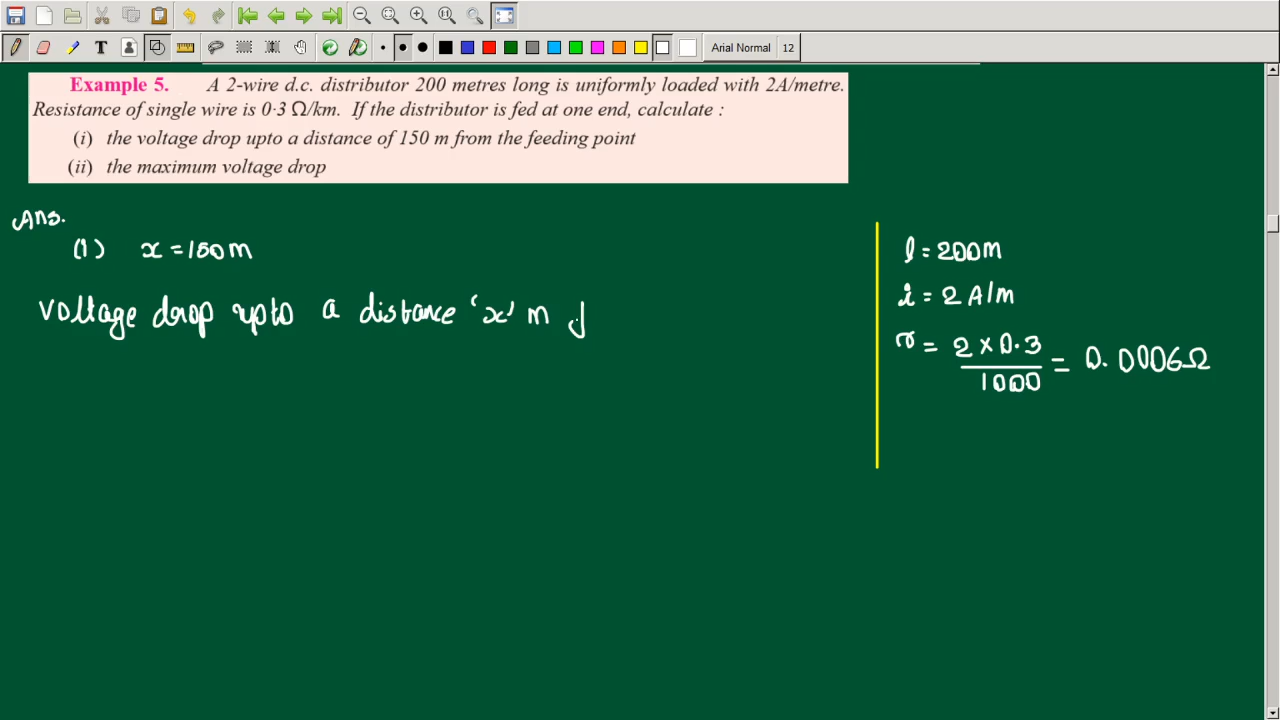 Arial Normal 12
Example 5. A 2-wire d.c. distributor 200 metres long is uniformly loaded with 2A/metre.
Resistance of single wire is 0·3 Ω/km. If the distributor is fed at one end, calculate :
(i) the voltage drop upto a distance of 150 m from the feeding point
(ii) the maximum voltage drop
Ans.
(i) x = 150m
Voltage drop upto a distance 'x' m
l = 200m
i = 2 A/m
r = 2 × 0.3 / 1000 = 0.0006Ω